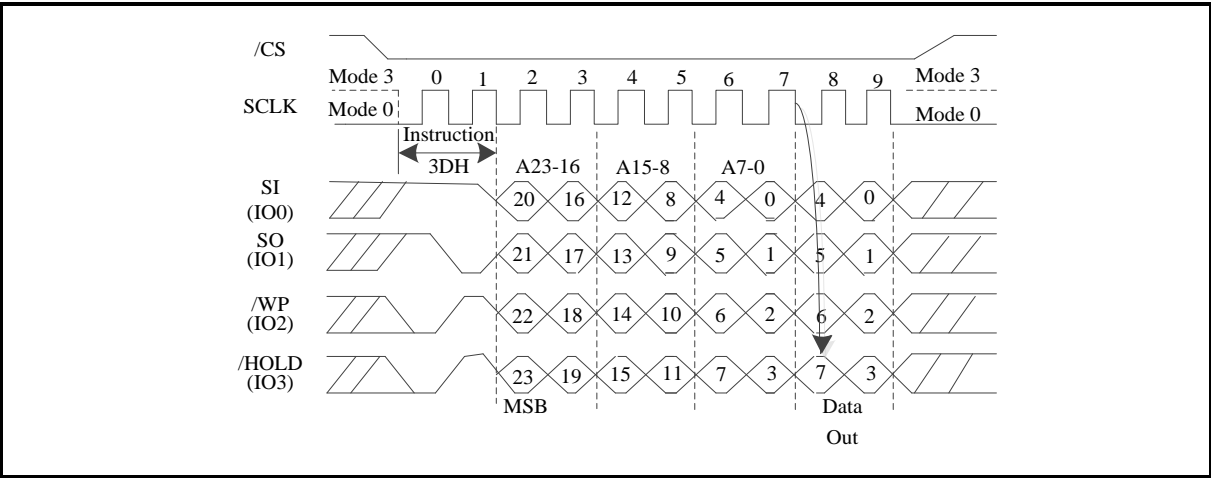 /CS
Mode 3 0 1 2 3 4 5 6 7 8 9 Mode 3
SCLK Mode 0 Mode 0
Instruction
3DH A23-16 A15-8 A7-0
SI
(IO0) 20 16 12 8 4 0 4 0
SO
(IO1) 21 17 13 9 5 1 5 1
/WP
(IO2) 22 18 14 10 6 2 6 2
/HOLD
(IO3) 23 19 15 11 7 3 7 3
MSB Data
Out